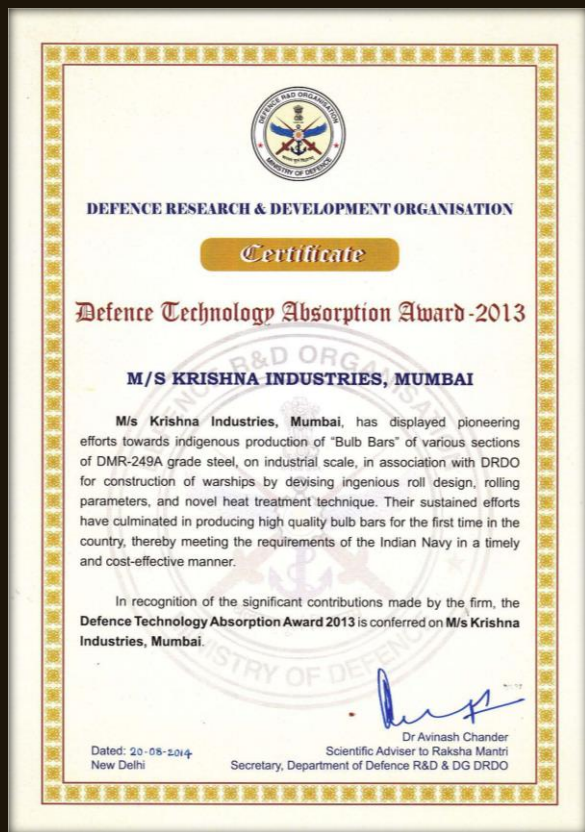 DEFENCE R&D ORGANISATION
MINISTRY OF DEFENCE
DEFENCE RESEARCH & DEVELOPMENT ORGANISATION
Certificate
Defence Technology Absorption Award-2013
M/S KRISHNA INDUSTRIES, MUMBAI
M/s Krishna Industries, Mumbai, has displayed pioneering
efforts towards indigenous production of "Bulb Bars" of various sections
of DMR-249A grade steel, on industrial scale, in association with DRDO
for construction of warships by devising ingenious roll design, rolling
parameters, and novel heat treatment technique. Their sustained efforts
have culminated in producing high quality bulb bars for the first time in the
country, thereby meeting the requirements of the Indian Navy in a timely
and cost-effective manner.
In recognition of the significant contributions made by the firm, the
Defence Technology Absorption Award 2013 is conferred on M/s Krishna
Industries, Mumbai.
DEFENCE R&D ORGANISATION
MINISTRY OF DEFENCE
Dr Avinash Chander
Dated: 20-08-2014
Scientific Adviser to Raksha Mantri
New Delhi
Secretary, Department of Defence R&D & DG DRDO